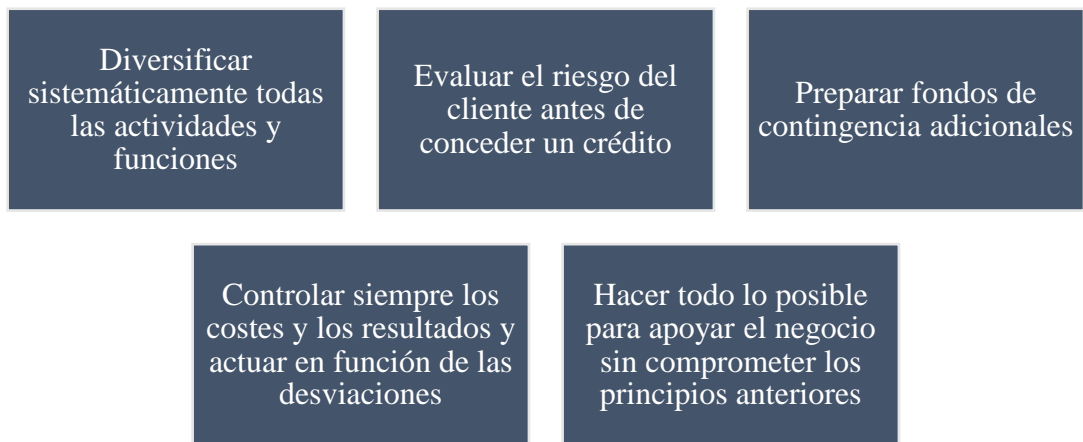 Diversificar
sistemáticamente todas
las actividades y
funciones
Evaluar el riesgo del
cliente antes de
conceder un crédito
Preparar fondos de
contingencia adicionales
Controlar siempre los
costes y los resultados y
actuar en función de las
desviaciones
Hacer todo lo posible
para apoyar el negocio
sin comprometer los
principios anteriores